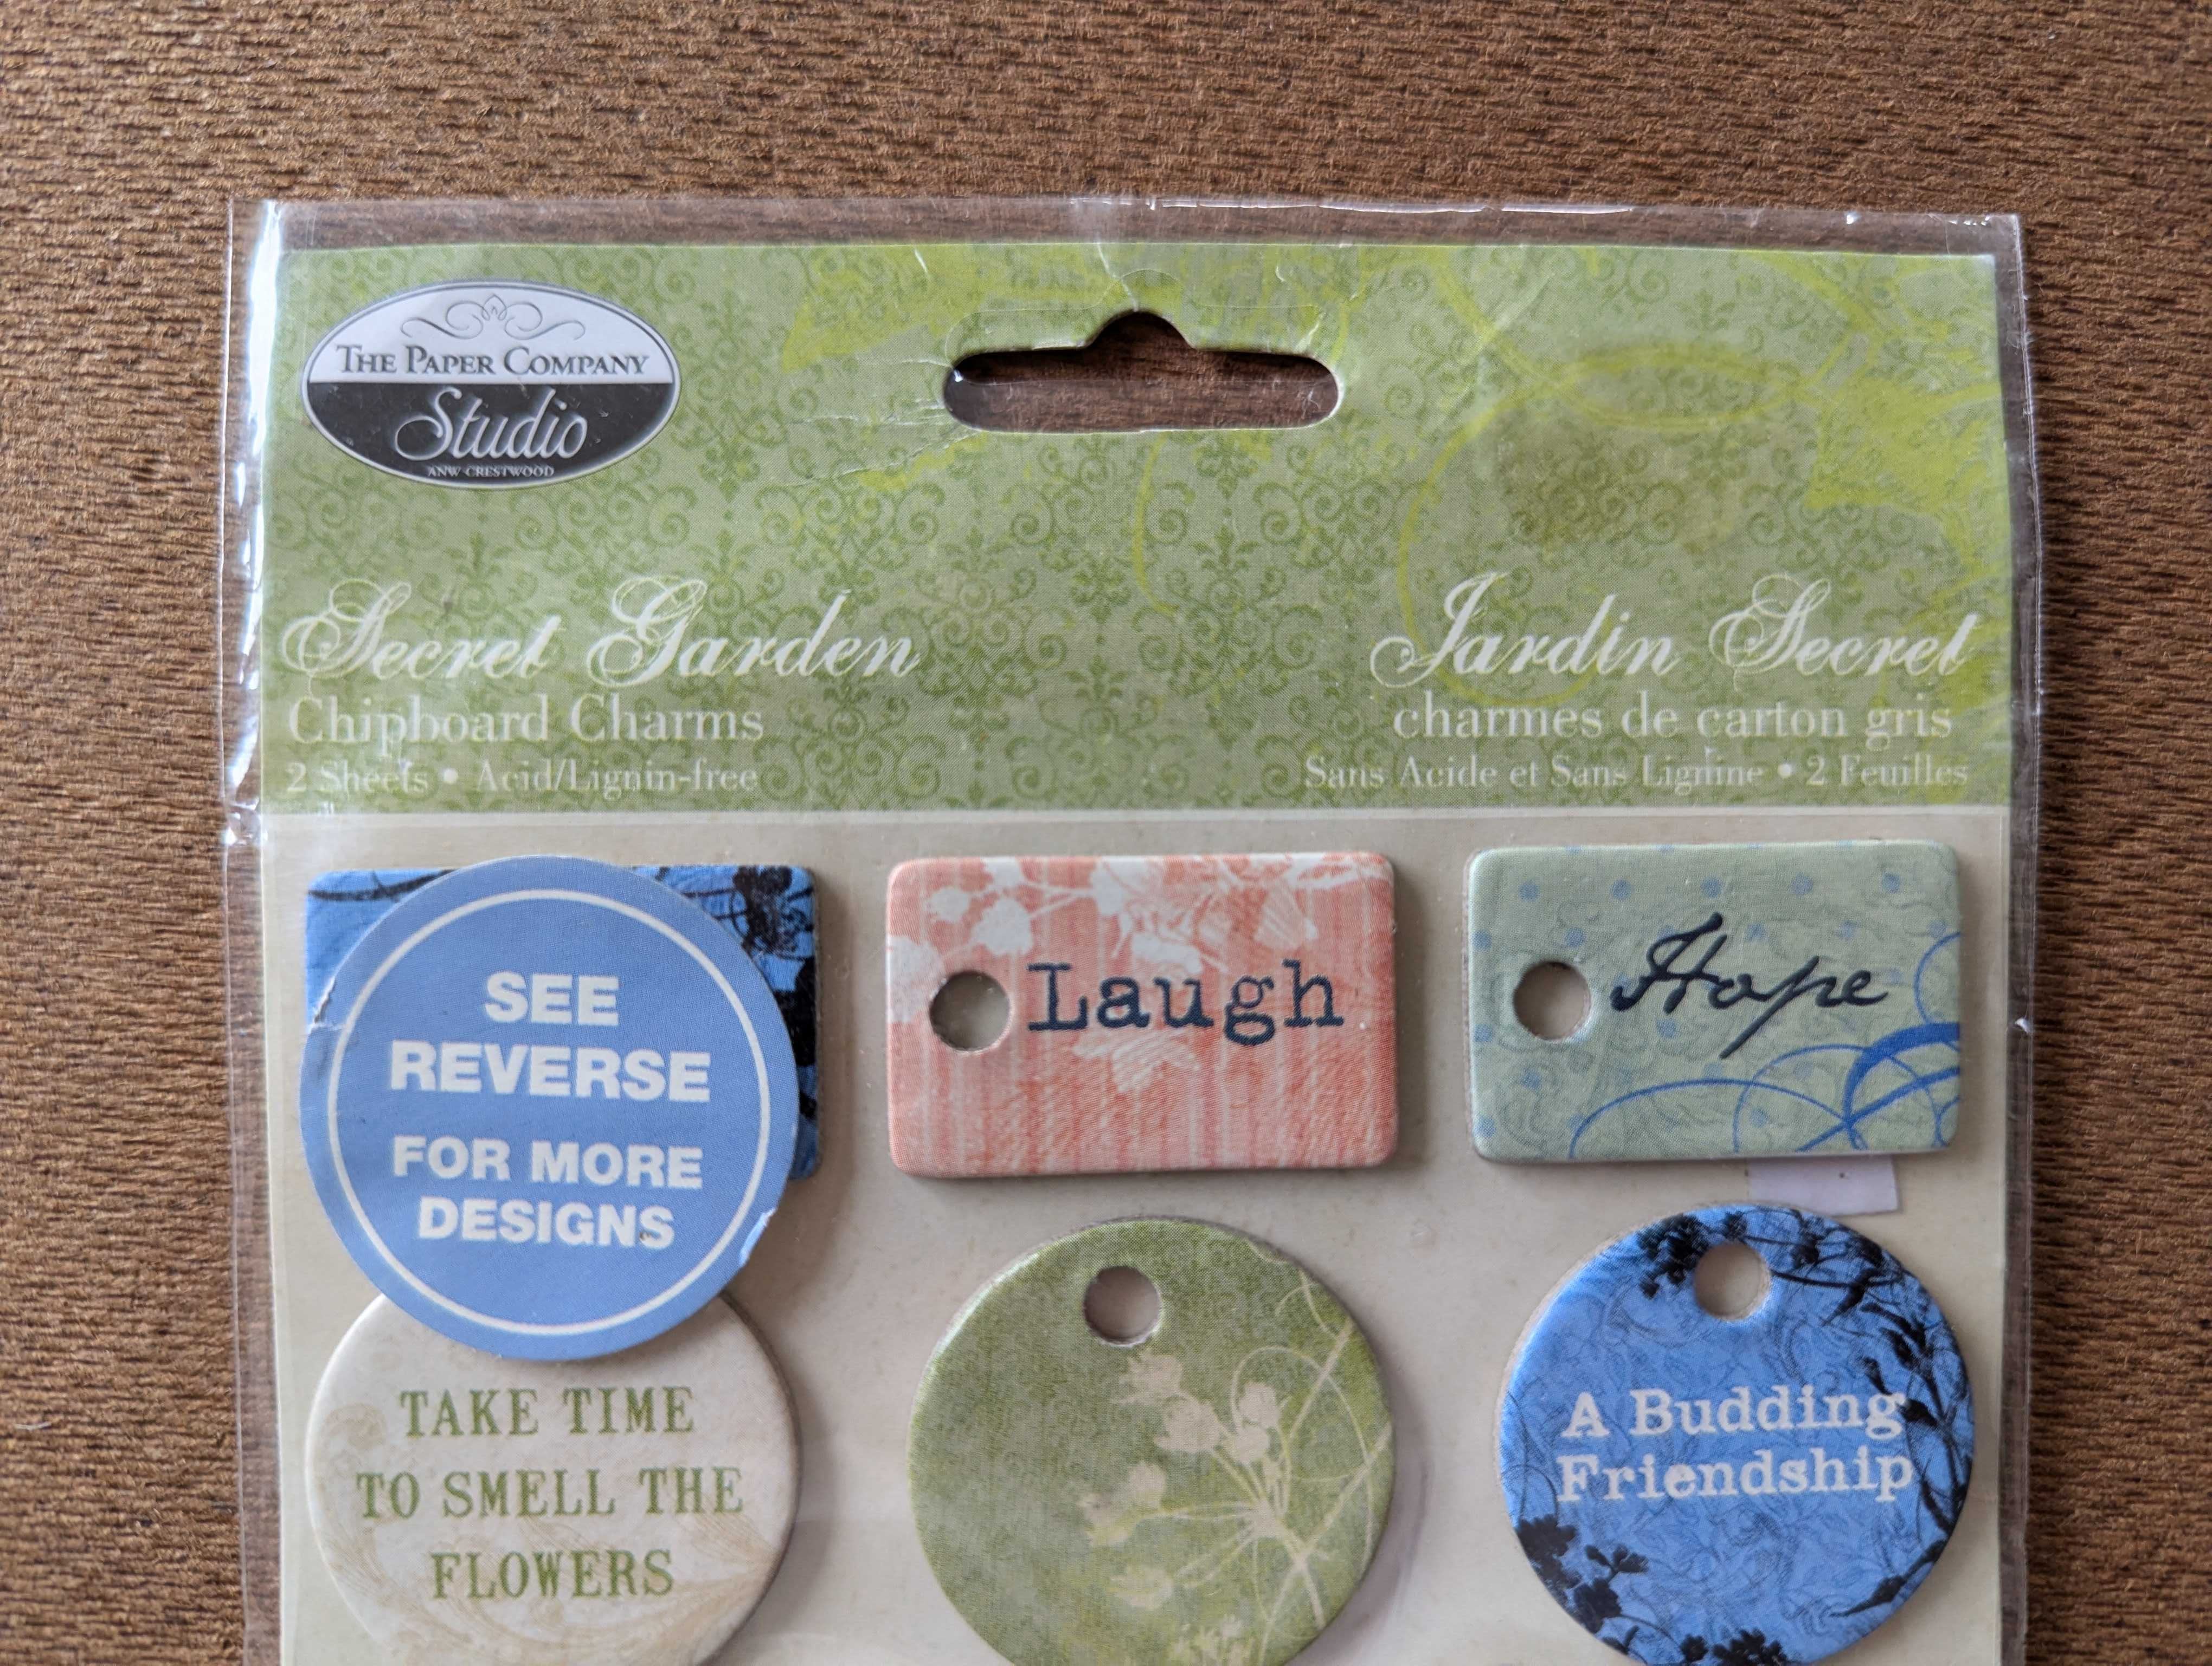 THE PAPER COMPANY
Studio
ANW CRESTWOOD
Secret Garden
Chipboard Charms
2 Sheets • Acid/Lignin-free
Jardin Secret
charmes de carton gris
Sans Acide et Sans Lignine • 2 Feuilles
SEE
REVERSE
FOR MORE
DESIGNS
Laugh
Hope
TAKE TIME
TO SMELL THE
FLOWERS
A Budding
Friendship